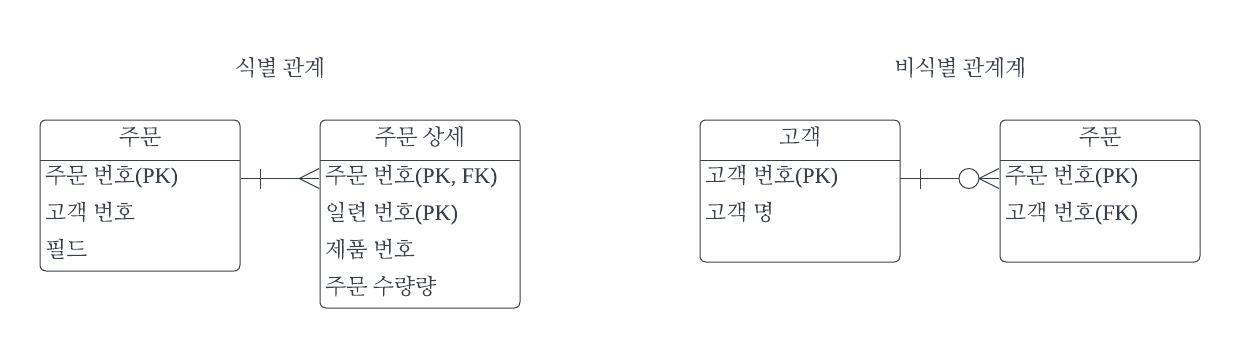 식별 관계
주문
주문 번호(PK)
고객 번호
필드
주문 상세
주문 번호(PK, FK)
일련 번호(PK)
제품 번호
주문 수량량
비식별 관계계
고객
고객 번호(PK)
고객 명
주문
주문 번호(PK)
고객 번호(FK)